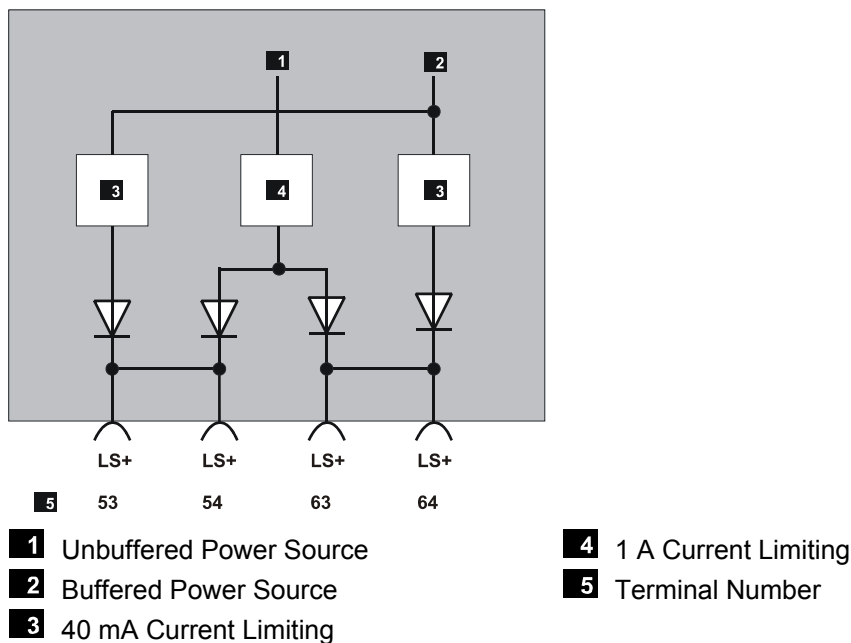 1 2
3 4 3
LS+ LS+ LS+ LS+
5 53 54 63 64
1 Unbuffered Power Source
2 Buffered Power Source
3 40 mA Current Limiting
4 1 A Current Limiting
5 Terminal Number